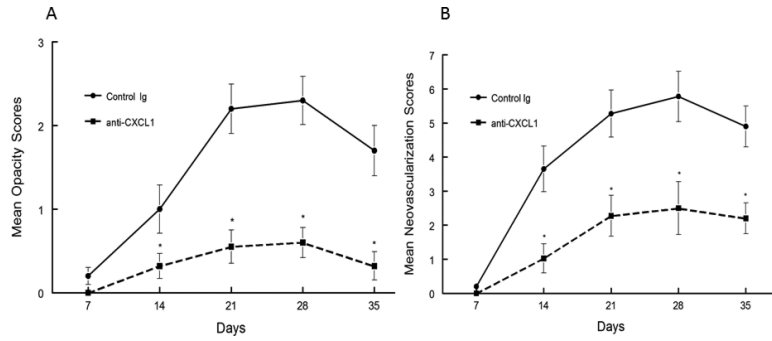 A
Mean Opacity Scores
3
2
1
0
Control Ig
anti-CXCL1
*
*
*
*
7 14 21 28 35
Days
B
Mean Neovascularization Scores
7
6
5
4
3
2
1
0
Control Ig
anti-CXCL1
*
*
*
*
7 14 21 28 35
Days